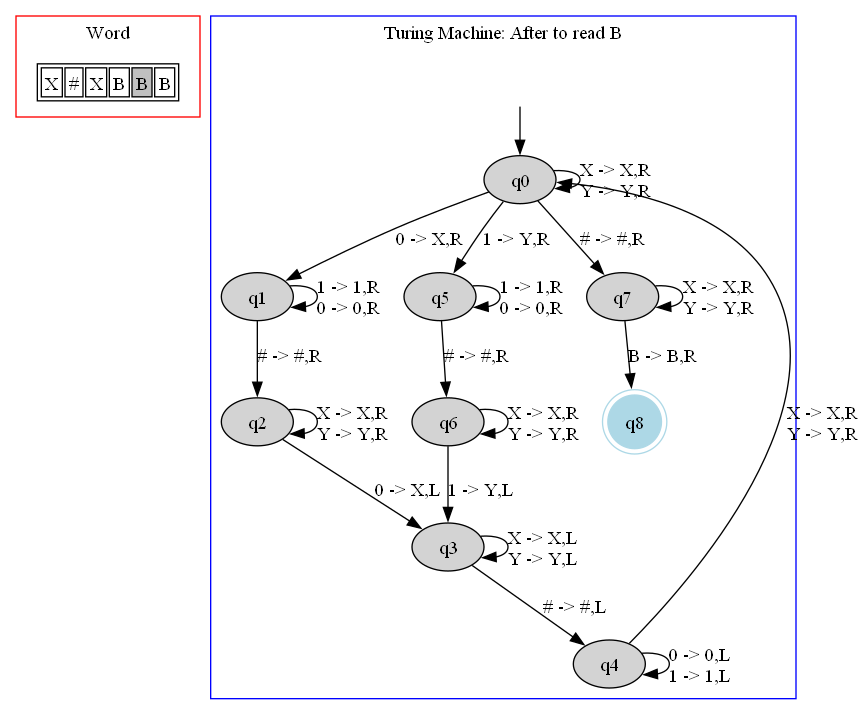 Word
X # X B B B
Turing Machine: After to read B
q0
X -> X,R
Y -> Y,R
0 -> X,R
1 -> Y,R
# -> #,R
q1
1 -> 1,R
0 -> 0,R
q5
1 -> 1,R
0 -> 0,R
q7
X -> X,R
Y -> Y,R
# -> #,R
# -> #,R
B -> B,R
q2
X -> X,R
Y -> Y,R
q6
X -> X,R
Y -> Y,R
q8
X -> X,R
Y -> Y,R
0 -> X,L
1 -> Y,L
q3
X -> X,L
Y -> Y,L
# -> #,L
q4
0 -> 0,L
1 -> 1,L